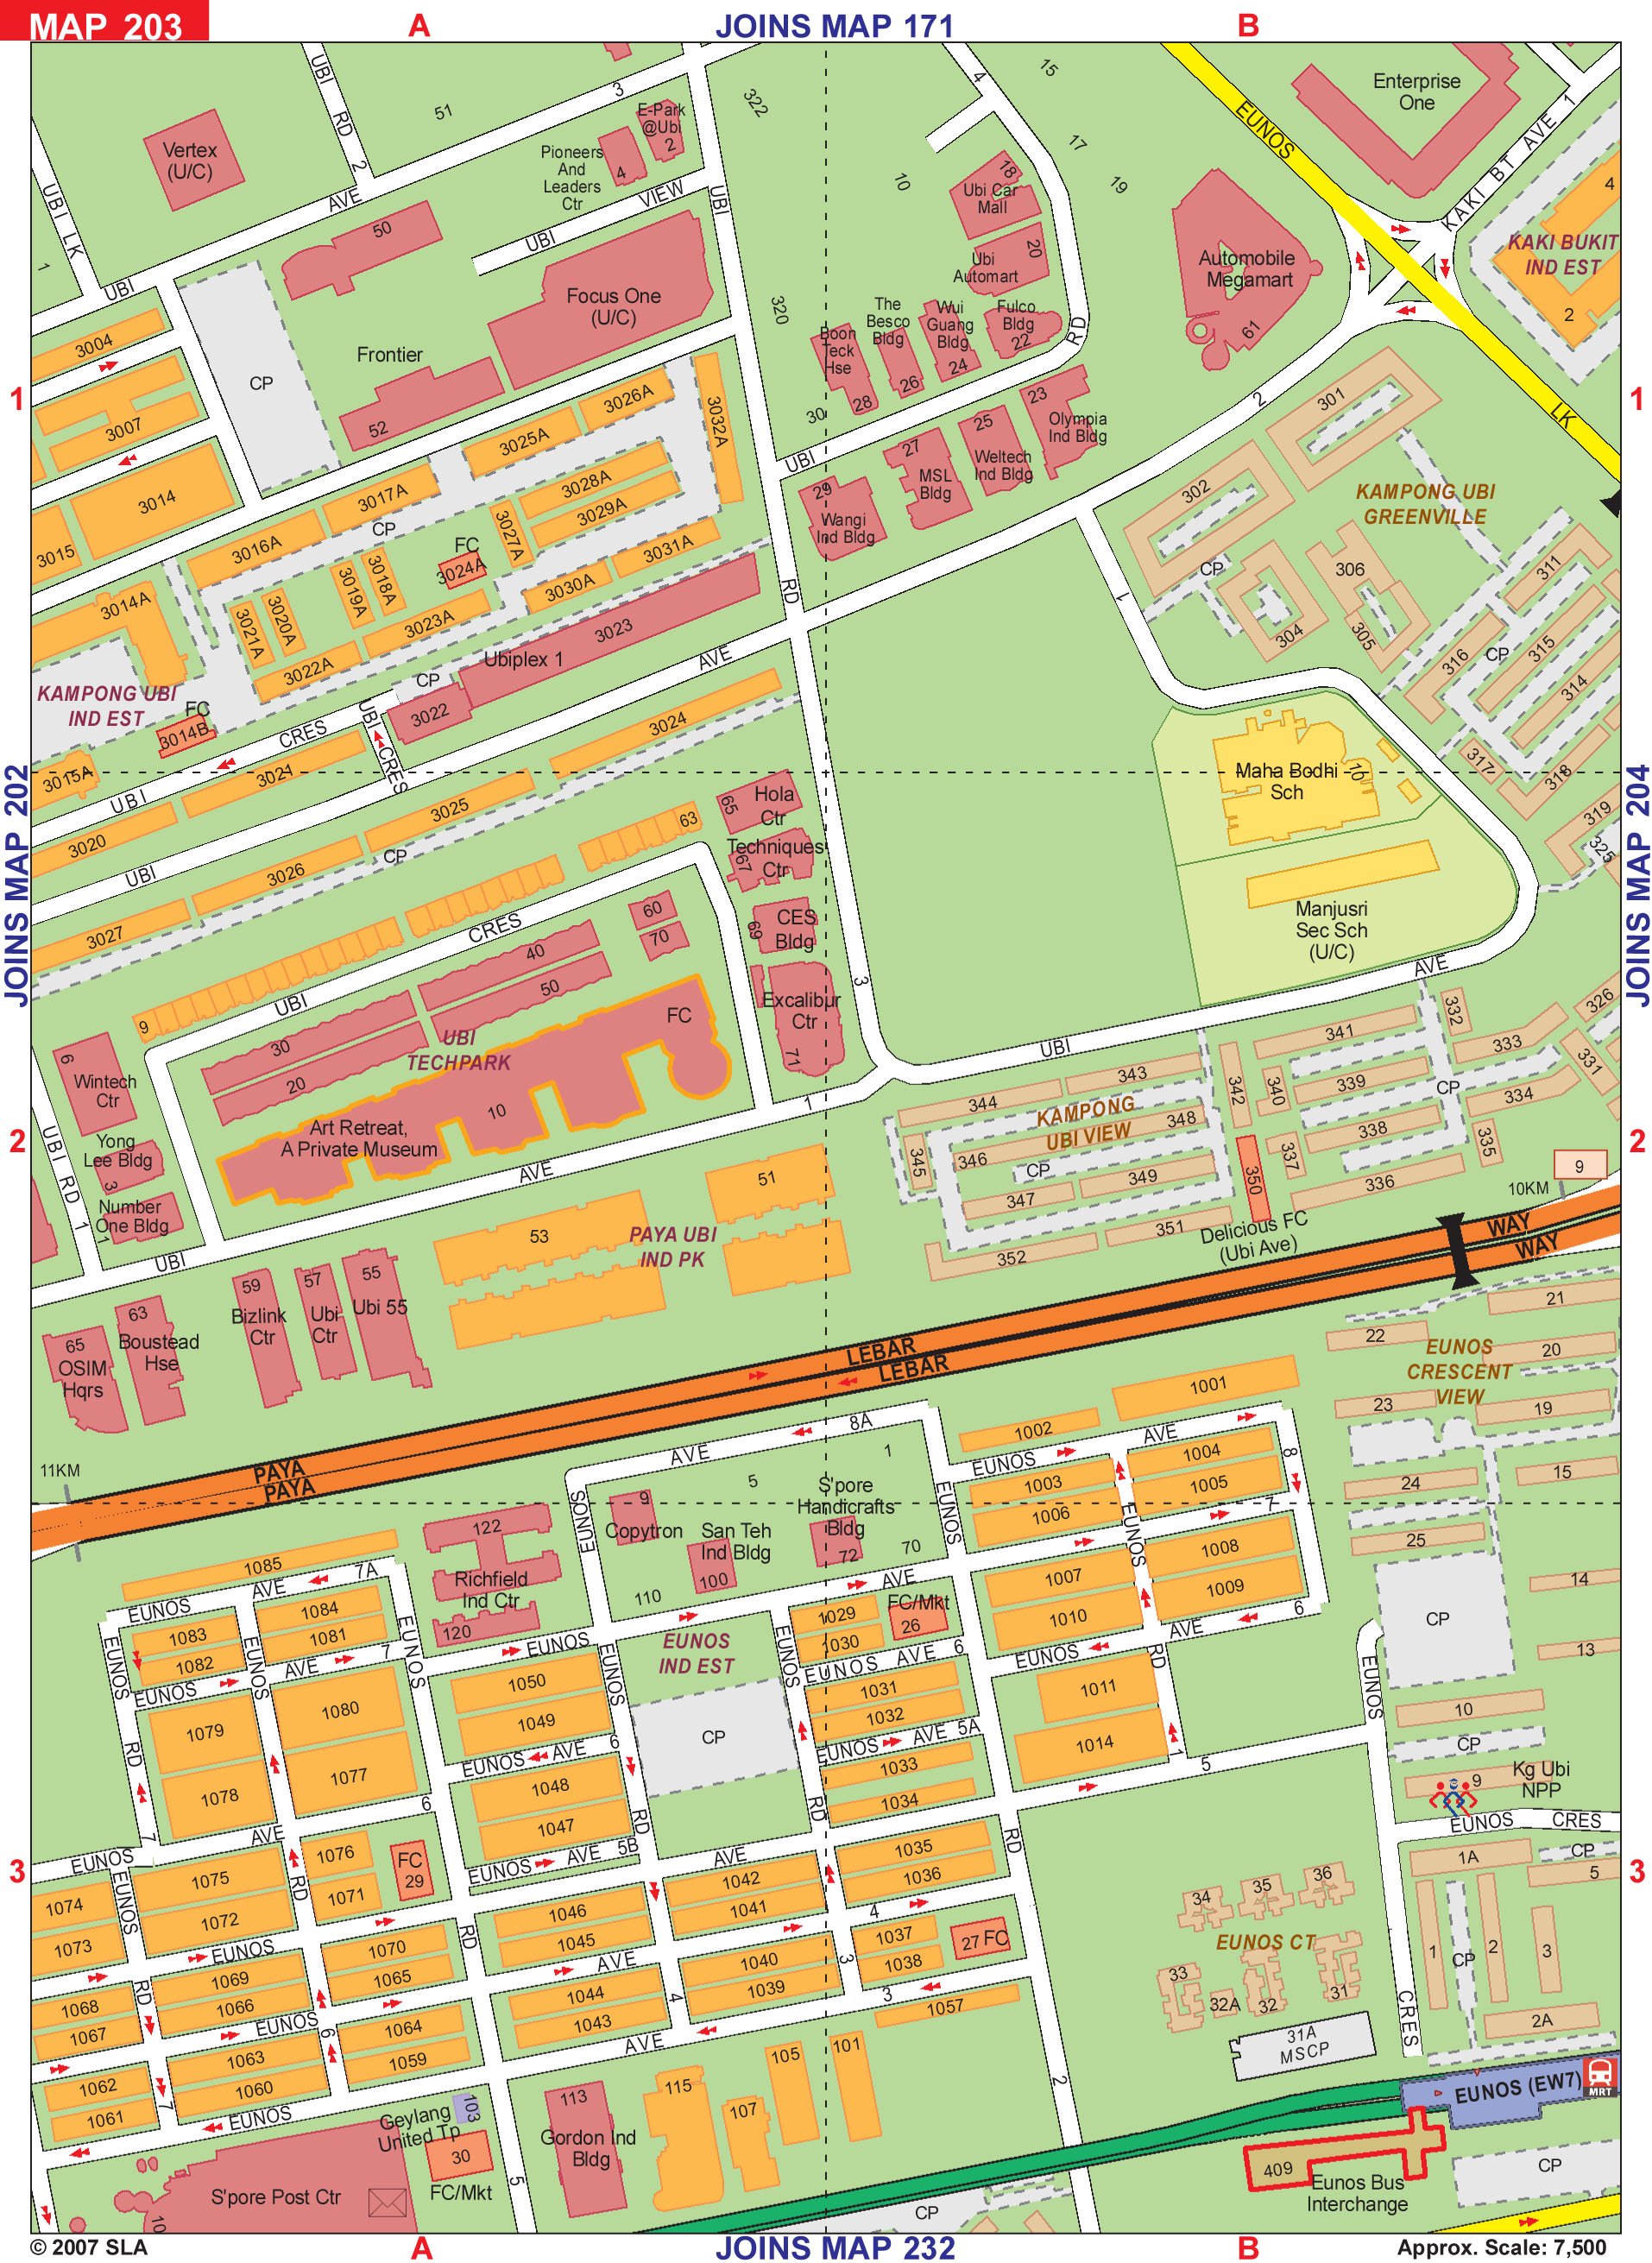 MAP 203
A
JOINS MAP 171
B
UBI
RD
2
51
3
E-Park
@Ubi
2
322
4
15
EUNOS
Enterprise
One
KAKI BT AVE 1
Vertex
(U/C)
Pioneers
And
Leaders
Ctr
4
17
10
19
18
Ubi Car
Mall
4
UBI LK
AVE
VIEW
UBI
50
UBI
20
Ubi
Automart
Automobile
Megamart
61
KAKI BUKIT
IND EST
2
1
UBI
Focus One
(U/C)
320
Boon
Teck
Hse
28
The
Besco
Bldg
26
Wui
Guang
Bldg
24
Fulco
Bldg
22
RD
3004
CP
Frontier
52
1
3007
3026A
3025A
3032A
30
23
Olympia
Ind Bldg
25
Weltech
Ind Bldg
27
MSL
Bldg
29
Wangi
Ind Bldg
UBI
2
301
LK
1
302
KAMPONG UBI
GREENVILLE
3014
3015
3017A
CP
3016A
3028A
3029A
3027A
3031A
3030A
FC
3024A
3018A
3019A
3020A
3021A
3023A
3022A
3014A
RD
1
CP
306
304
305
311
315
316
CP
314
317
318
319
325
3023
Ubiplex 1
CP
3022
AVE
KAMPONG UBI
IND EST
FC
3014B
CRES
UBI
CRES
3021
3024
3015A
UBI
3020
3025
UBI
3026
CP
3027
63
65
Hola
Ctr
Techniques
Ctr
67
CES
Bldg
69
Excalibur
Ctr
71
3
Maha Bodhi
Sch
10
Manjusri
Sec Sch
(U/C)
AVE
JOINS MAP 202
JOINS MAP 204
CRES
UBI
9
60
70
40
50
30
20
UBI
TECHPARK
FC
10
Art Retreat,
A Private Museum
6
Wintech
Ctr
Yong
Lee Bldg
3
Number
One Bldg
1
UBI RD 1
UBI
AVE
1
UBI
2
2
332
326
341
333
331
343
344
KAMPONG
UBI VIEW
348
342
340
339
CP
334
345
346
CP
337
338
335
347
349
350
336
352
351
Delicious FC
(Ubi Ave)
9
10KM
WAY
WAY
51
53
PAYA UBI
IND PK
59
Bizlink
Ctr
57
Ubi
Ctr
55
Ubi 55
63
Boustead
Hse
65
OSIM
Hqrs
LEBAR
LEBAR
21
22
20
EUNOS
CRESCENT
VIEW
23
19
24
15
25
14
13
11KM
PAYA
PAYA
AVE
8A
1
5
EUNOS
9
Copytron
San Teh
Ind Bldg
100
S'pore
Handicrafts
Bldg
72
70
110
1002
1001
EUNOS
AVE
8
1003
1004
1005
1006
7
EUNOS
EUNOS
1008
1007
1009
1010
6
EUNOS
AVE
RD
1011
1014
1
5
122
Richfield
Ind Ctr
120
1085
7A
AVE
EUNOS
1084
1083
1081
1082
EUNOS
EUNOS
EUNOS
AVE
7
EUNOS
EUNOS
AVE
EUNOS
IND EST
1029
1030
FC/Mkt
26
EUNOS AVE 6
EUNOS
EUNOS
1031
1032
EUNOS AVE 5A
1033
1034
CP
1050
1049
EUNOS AVE 6
1048
1047
EUNOS AVE 5B
RD
1080
1079
1077
1078
RD
7
6
AVE
EUNOS
1076
1071
FC
29
1075
1072
1074
1073
EUNOS
RD
EUNOS
RD
RD
1035
1036
AVE
1042
1041
4
1037
1038
27 FC
3
RD
1046
1045
AVE
1044
1043
1040
1039
3
1057
4
AVE
1070
1065
1069
1066
EUNOS
6
1068
1067
RD
1064
1059
1063
1060
1062
1061
7
EUNOS
CP
EUNOS
10
CP
9
Kg Ubi
NPP
EUNOS CRES
1A
CP
5
1
CP
2
3
2A
CRES
34
35
36
EUNOS CT
33
32A
32
31
31A
MSCP
3
3
EUNOS (EW7)
MRT
409
Eunos Bus
Interchange
CP
2
103
Geylang
United Tp
30
FC/Mkt
S'pore Post Ctr
10
5
113
Gordon Ind
Bldg
115
107
105
101
CP
© 2007 SLA
A
JOINS MAP 232
B
Approx. Scale: 7,500